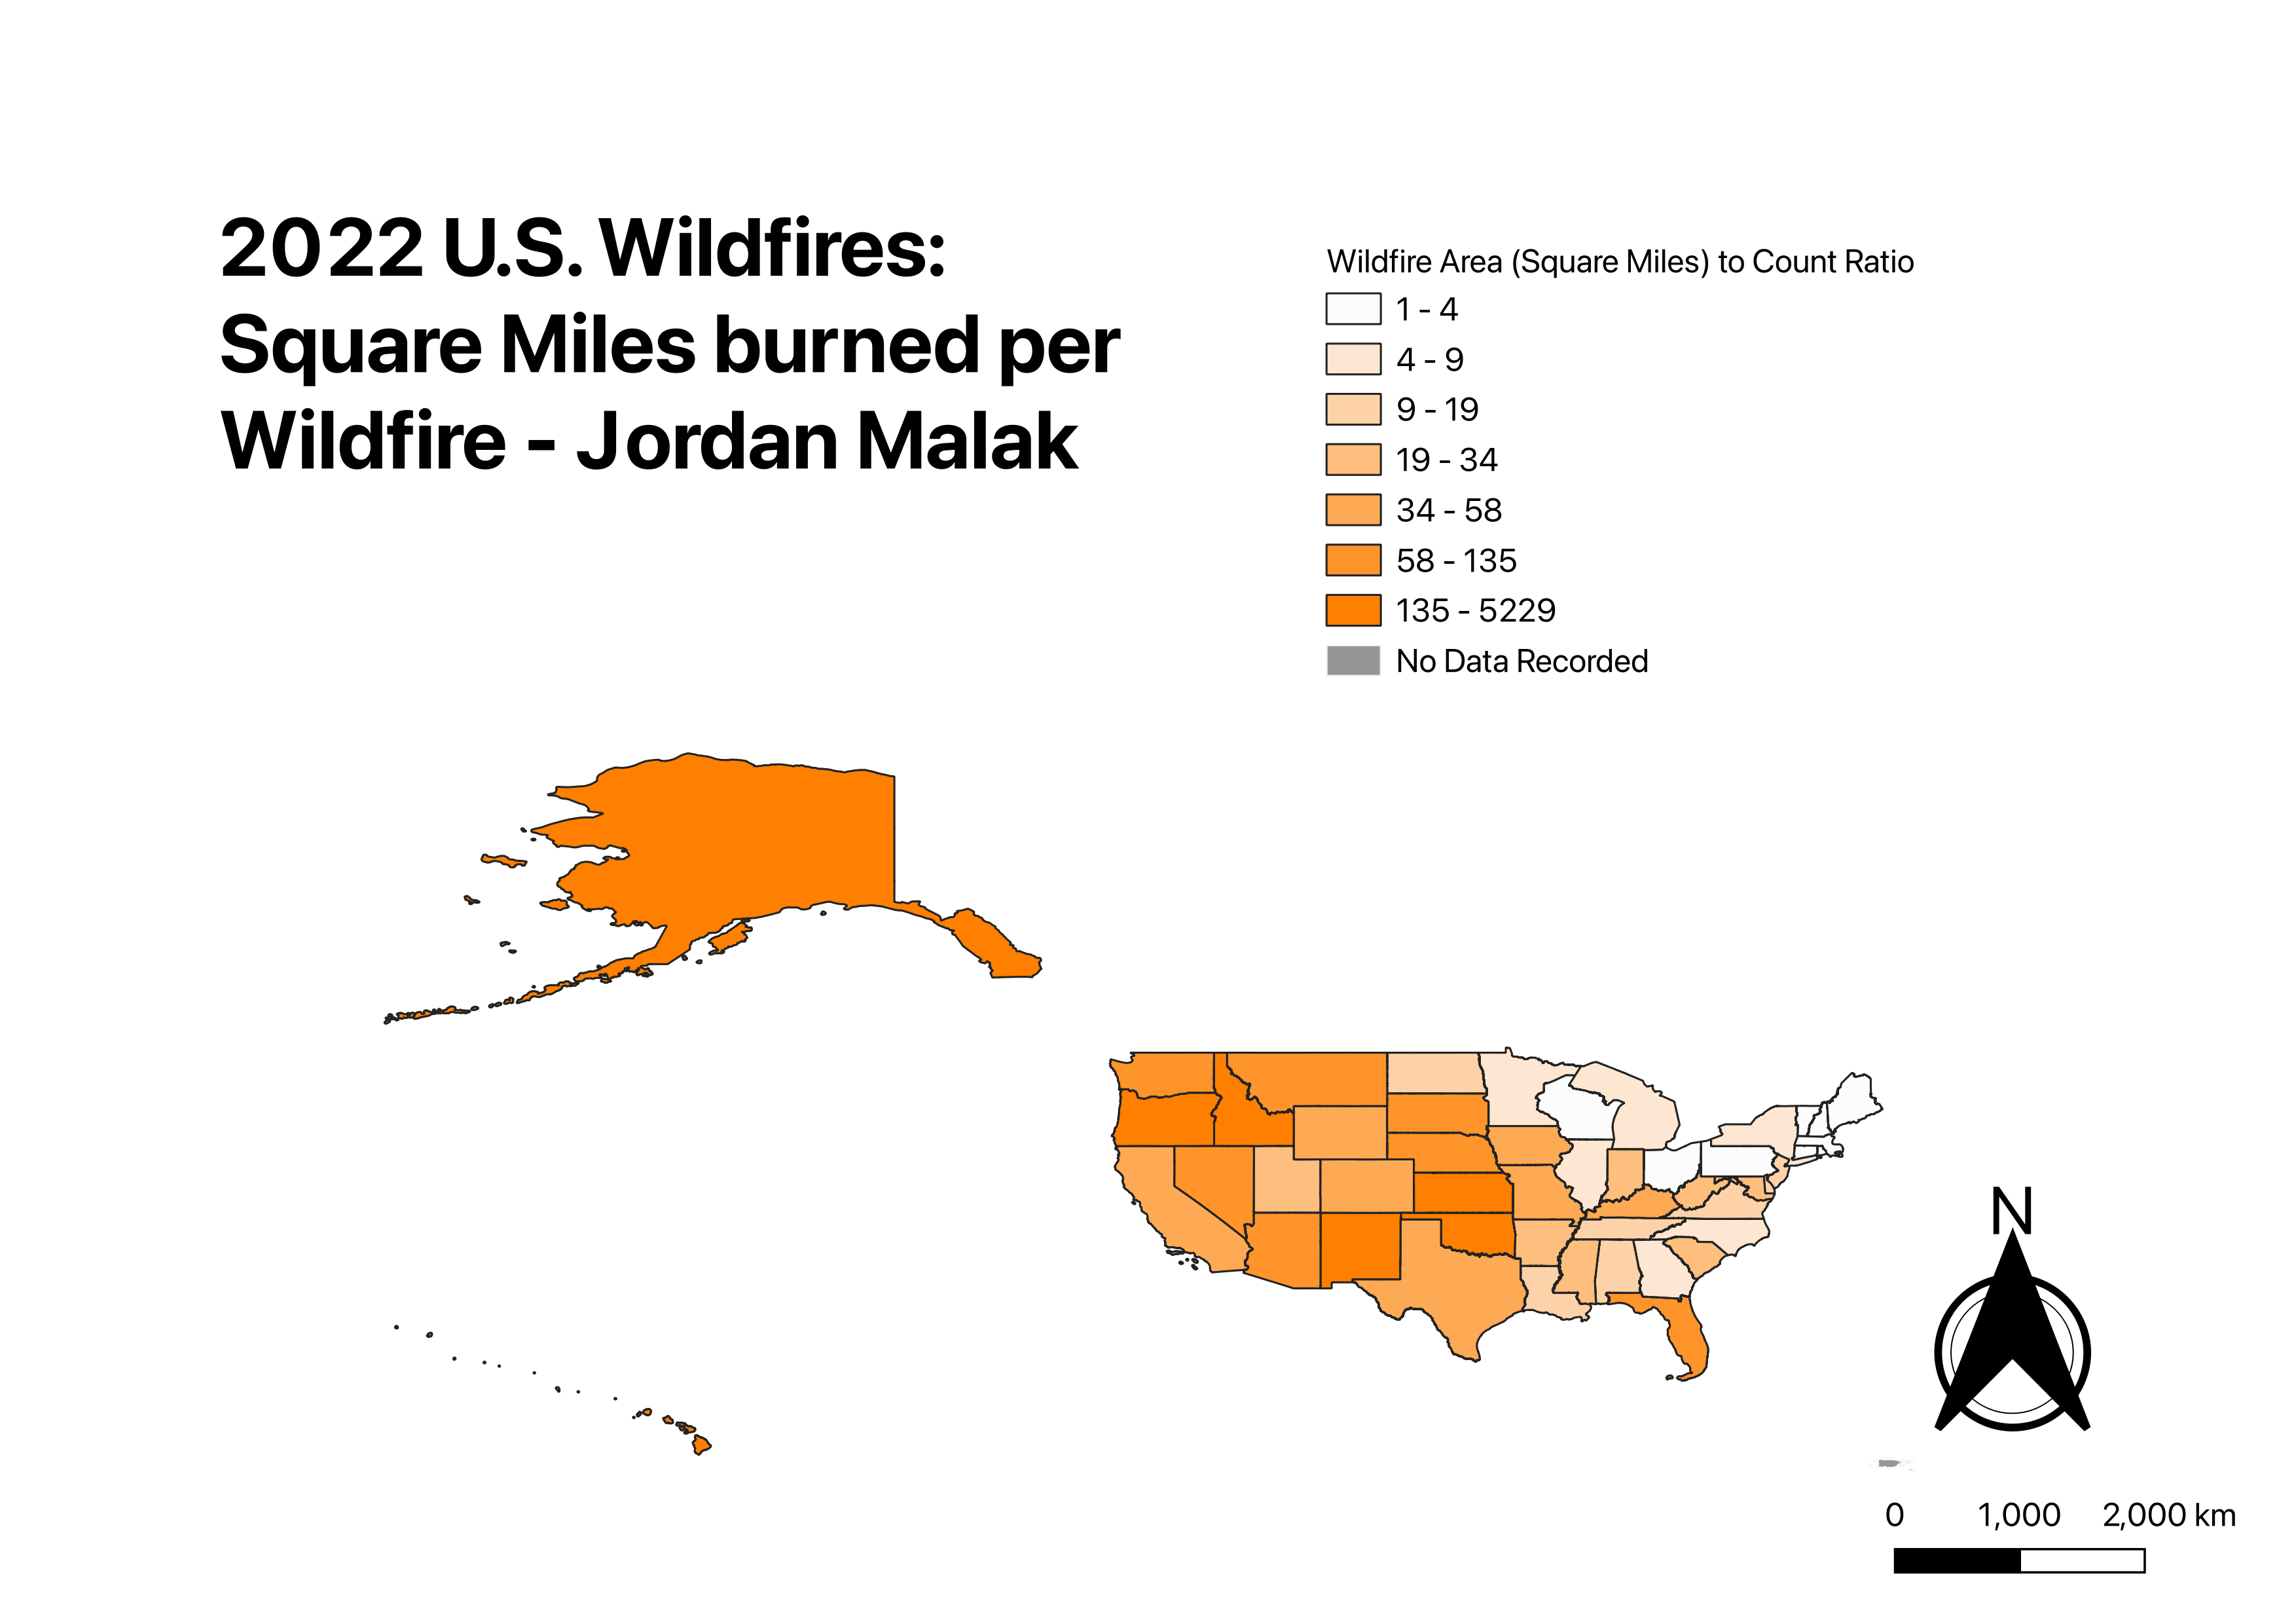 2022 U.S. Wildfires:
Square Miles burned per
Wildfire - Jordan Malak
Wildfire Area (Square Miles) to Count Ratio
1 - 4
4 - 9
9 - 19
19 - 34
34 - 58
58 - 135
135 - 5229
No Data Recorded
N
0 1,000 2,000 km